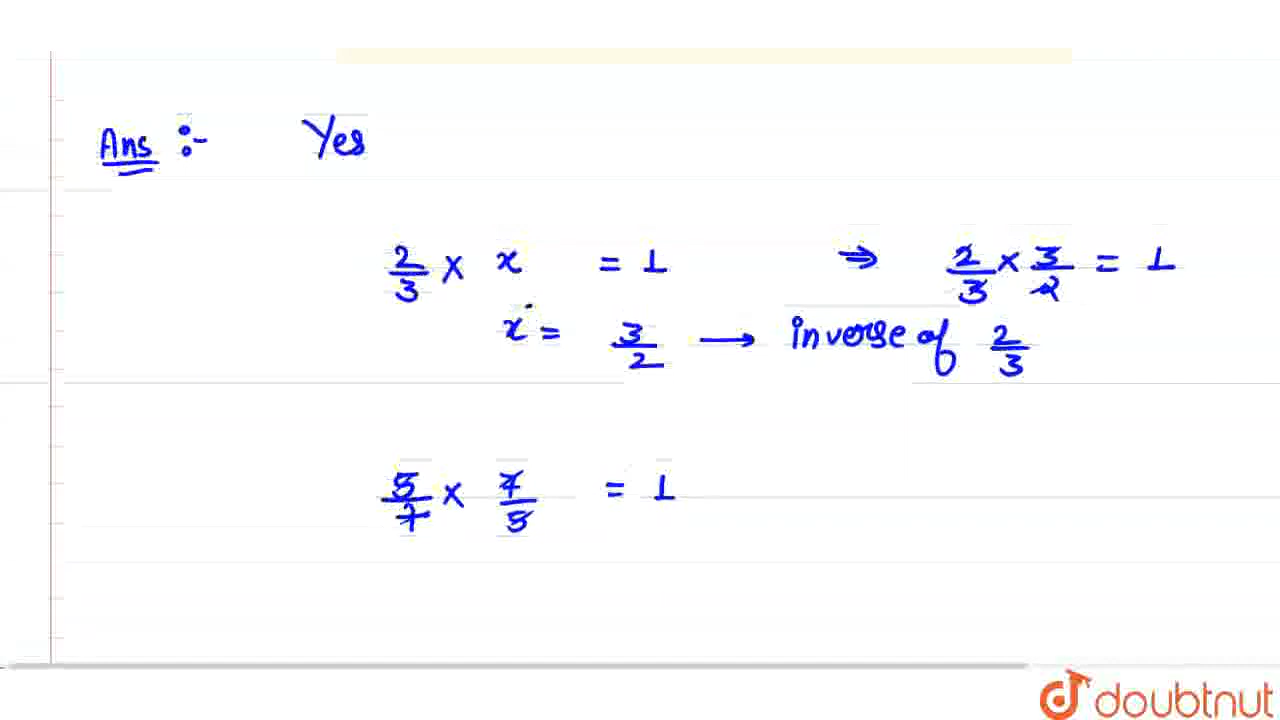 Ans :- Yes
2/3 × x = 1 ⇒ 2/3 × 3/2 = 1
x = 3/2 → inverse of 2/3
5/7 × 7/5 = 1
doubtnut